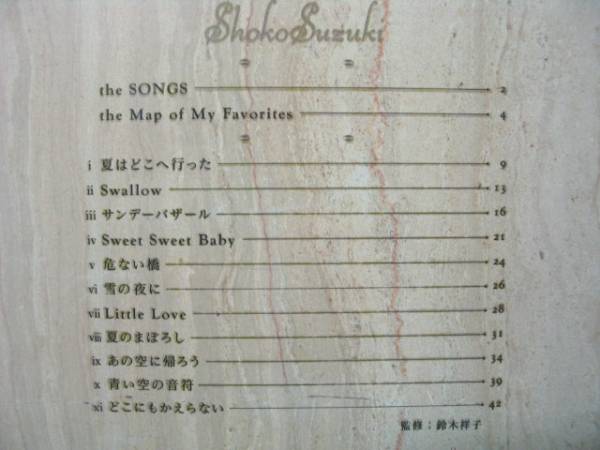 Shoko Suzuki
the SONGS 2
the Map of My Favorites 4
i 夏はどこへ行った 9
ii Swallow 13
iii サンデーバザール 16
iv Sweet Sweet Baby 21
v 危ない橋 24
vi 雪の夜に 26
vii Little Love 28
viii 夏のまぼろし 31
ix あの空に帰ろう 34
x 青い空の音符 39
xi どこにもかえらない 42
監修：鈴木祥子